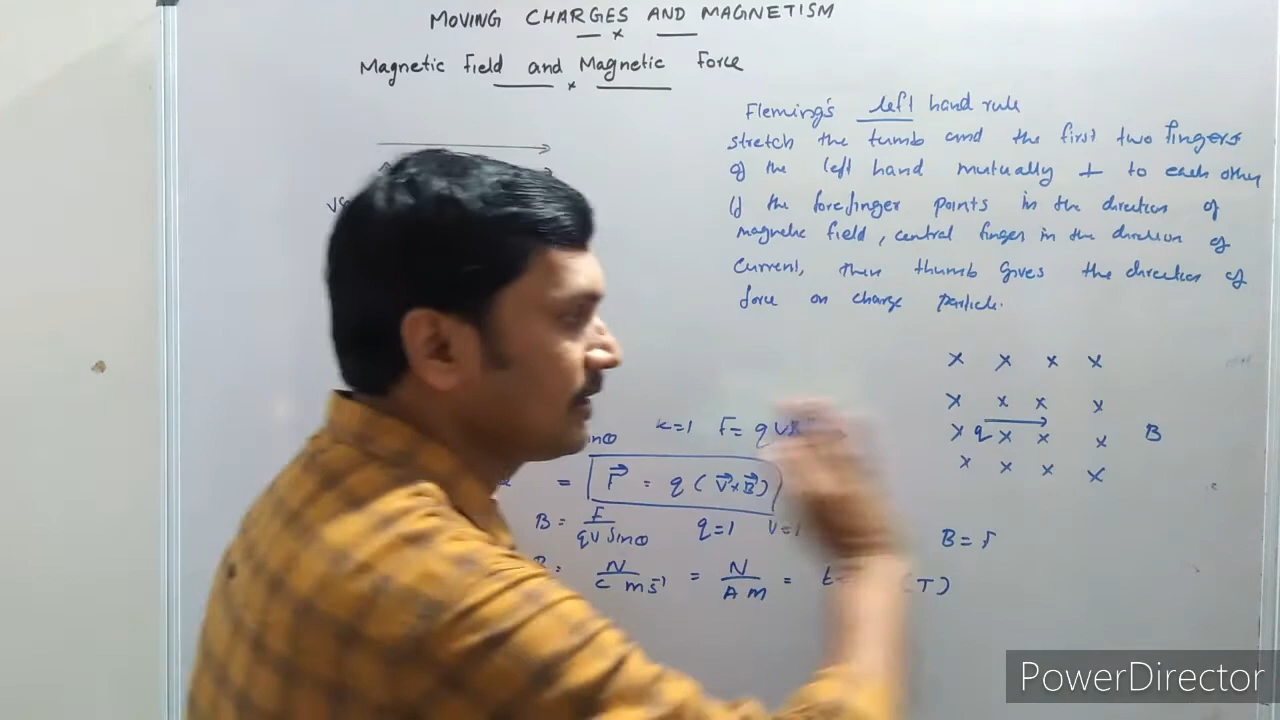 MOVING CHARGES AND MAGNETISM
Magnetic field and Magnetic force
Fleming's left hand rule
stretch the tumb and the first two fingers
of the left hand mutually ⊥ to each other
If the forefinger points in the direction of
magnetic field, central finger in the direction of
current, then thumb gives the direction of
force on charge particle.
x x x x
x x x x
x q x x x B
x x x x
inθ k=1 F= qvB
= F⃗ = q (v⃗×B⃗)
B = F/qv sinθ q=1 v=1 B = F
N/C ms⁻¹ = N/A m = (T)
PowerDirector